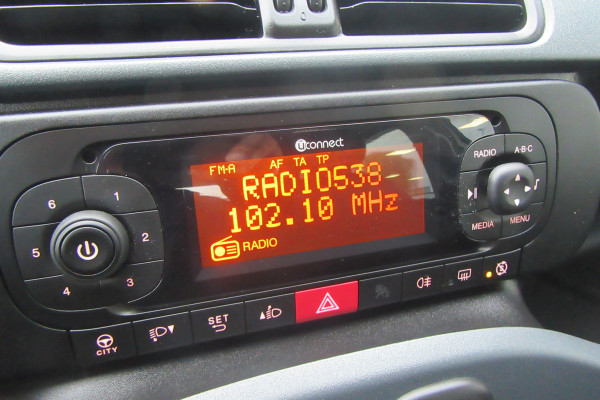 uconnect
FM-A AF TA TP
RADIO538
102.10 MHz
RADIO
6 1
5 2
4 3
RADIO A·B·C
MEDIA MENU
CITY
SET